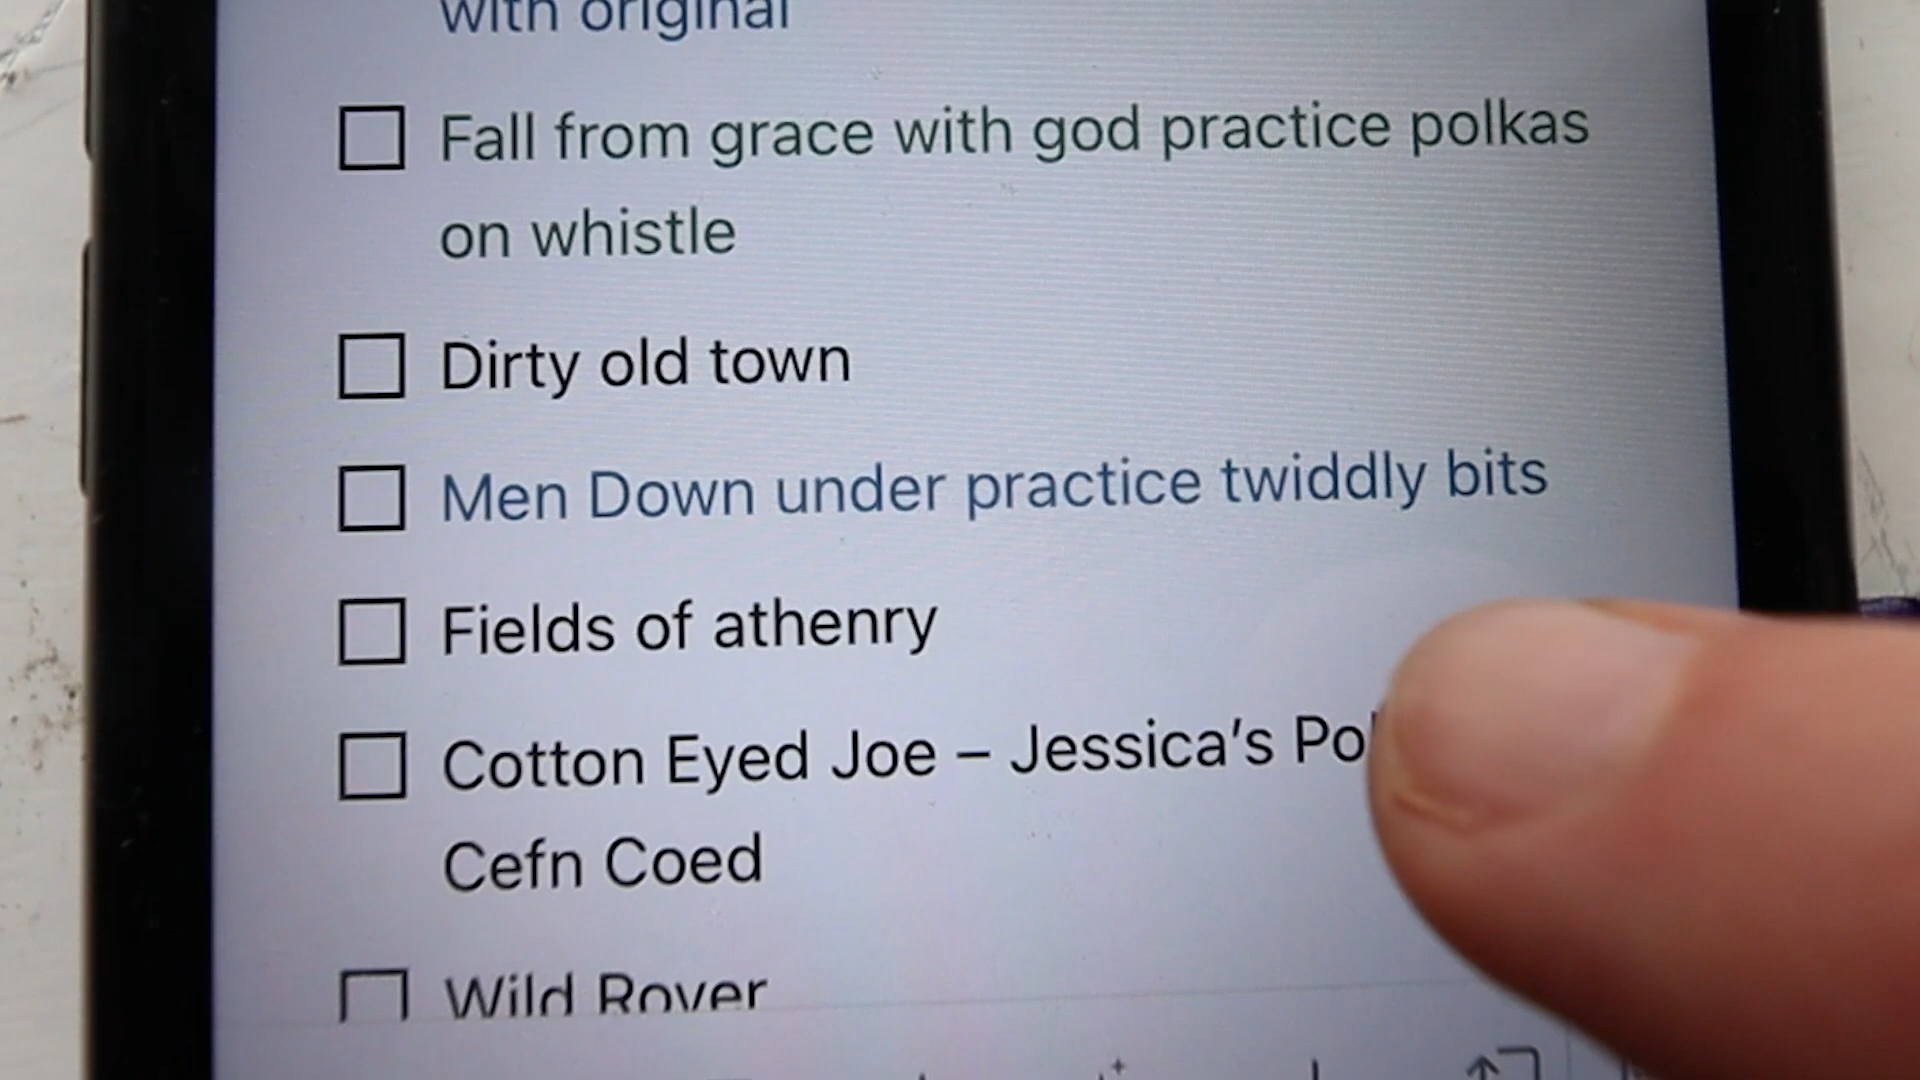 with original
Fall from grace with god practice polkas
on whistle
Dirty old town
Men Down under practice twiddly bits
Fields of athenry
Cotton Eyed Joe – Jessica's
Cefn Coed
Wild Rover